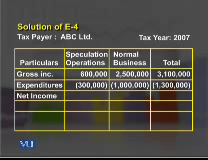 Solution of E-4
Tax Payer : ABC Ltd. Tax Year: 2007
Particulars Speculation Operations Normal Business Total
Gross inc. 600,000 2,500,000 3,100,000
Expenditures (300,000) (1,000,000) (1,300,000)
Net Income
VU